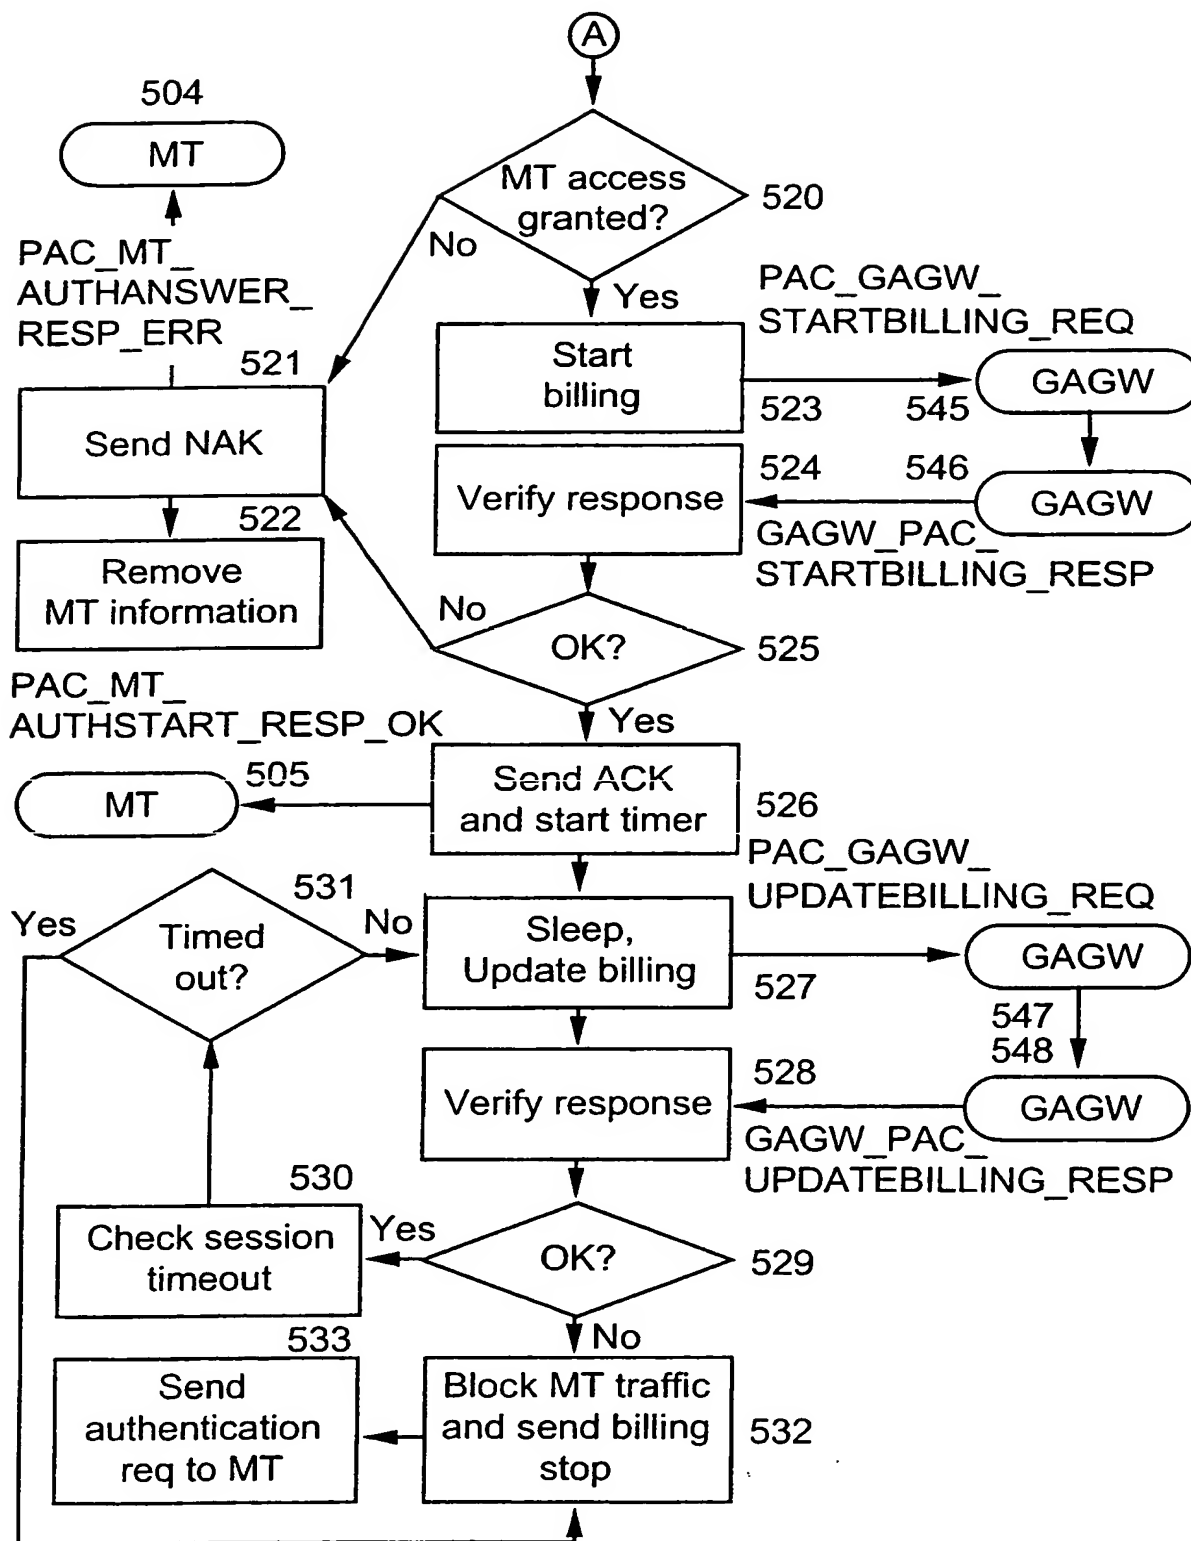 A
504
MT
MT access
granted?
520
No
PAC_MT_
AUTHANSWER_
RESP_ERR
Yes
PAC_GAGW_
STARTBILLING_REQ
521
Start
billing
GAGW
523
545
Send NAK
524
546
Verify response
GAGW
522
GAGW_PAC_
STARTBILLING_RESP
Remove
MT information
No
OK?
525
PAC_MT_
AUTHSTART_RESP_OK
Yes
505
MT
Send ACK
and start timer
526
PAC_GAGW_
UPDATEBILLING_REQ
531
Yes
No
Timed
out?
Sleep,
Update billing
GAGW
527
547
548
528
Verify response
GAGW
GAGW_PAC_
UPDATEBILLING_RESP
530
Check session
timeout
Yes
OK?
529
533
No
Send
authentication
req to MT
Block MT traffic
and send billing
stop
532